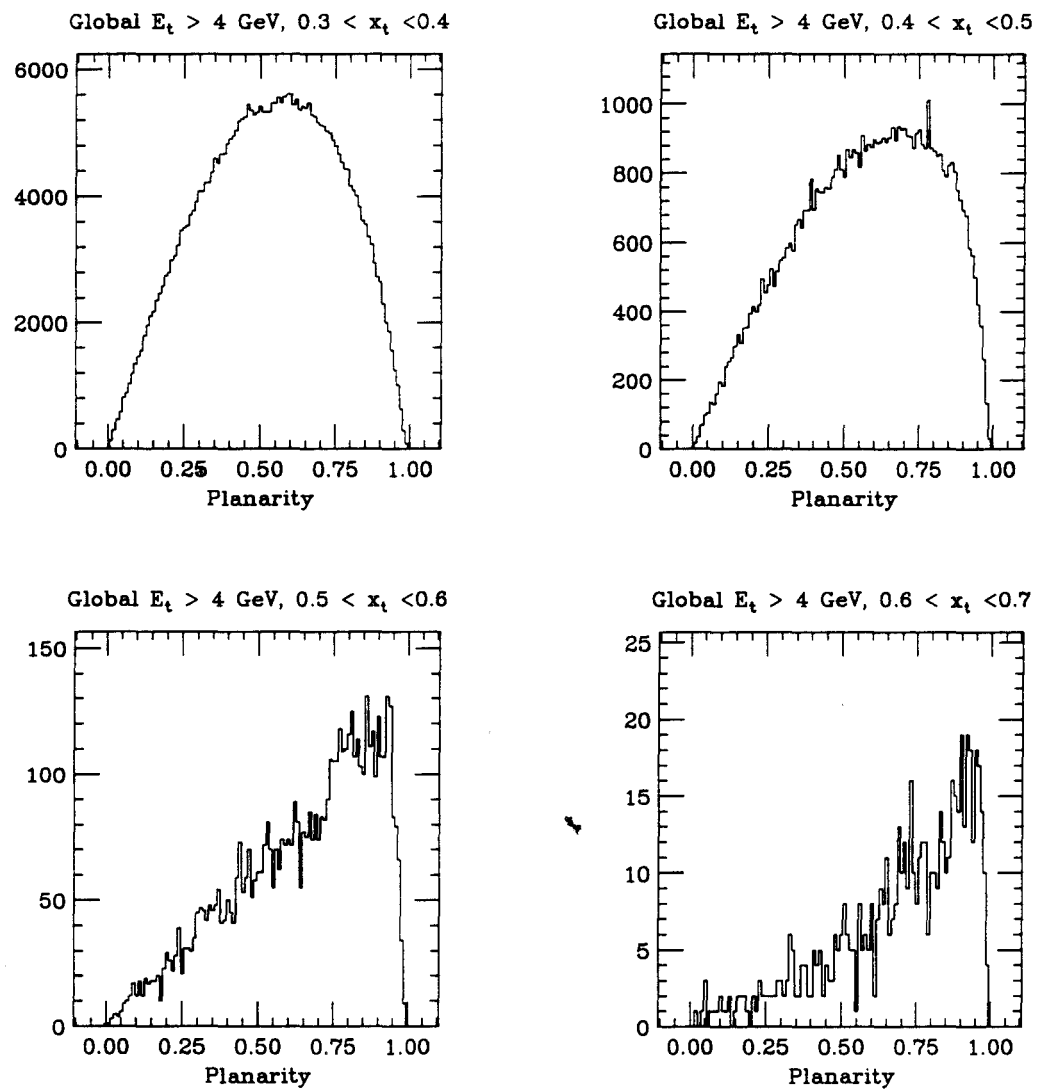 Global E_t > 4 GeV, 0.3 < x_t <0.4
6000
4000
2000
0
0.00 0.25 0.50 0.75 1.00
Planarity
Global E_t > 4 GeV, 0.4 < x_t <0.5
1000
800
600
400
200
0
0.00 0.25 0.50 0.75 1.00
Planarity
Global E_t > 4 GeV, 0.5 < x_t <0.6
150
100
50
0
0.00 0.25 0.50 0.75 1.00
Planarity
Global E_t > 4 GeV, 0.6 < x_t <0.7
25
20
15
10
5
0
0.00 0.25 0.50 0.75 1.00
Planarity